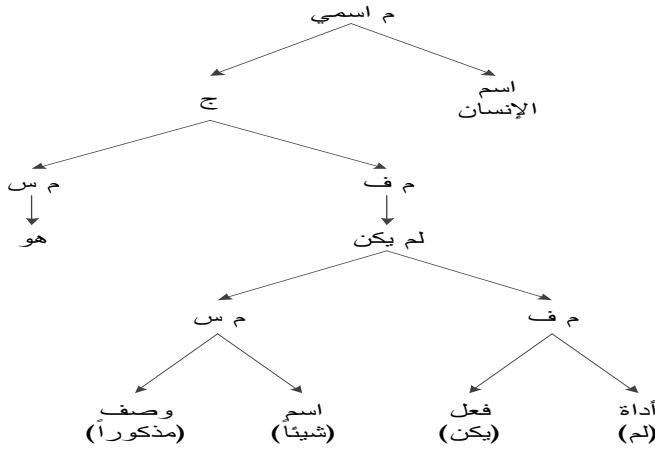 م اسمي
اسم
الإنسان
ج
م ف
م س
لم يكن
هو
م ف
م س
أداة
(لم)
فعل
(يكن)
اسم
(شيئاً)
وصف
(مذكوراً)